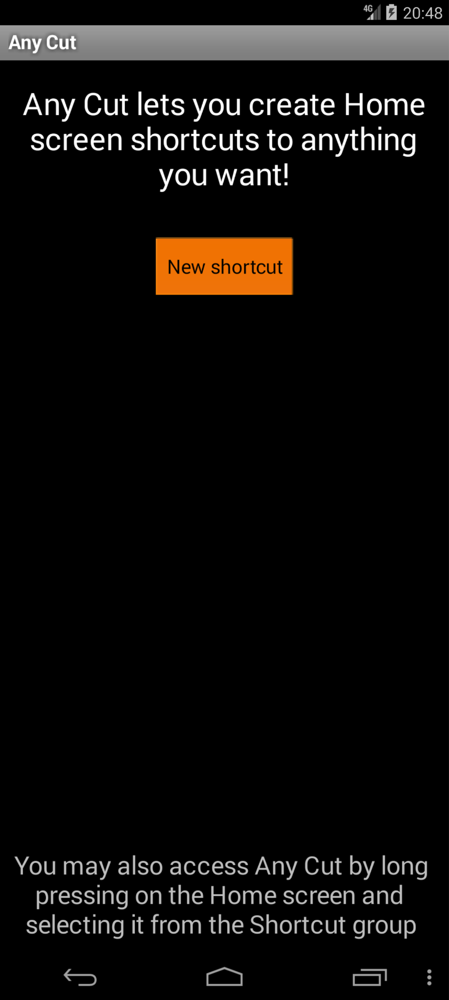 4G 20:48
Any Cut
Any Cut lets you create Home
screen shortcuts to anything
you want!
New shortcut
You may also access Any Cut by long
pressing on the Home screen and
selecting it from the Shortcut group